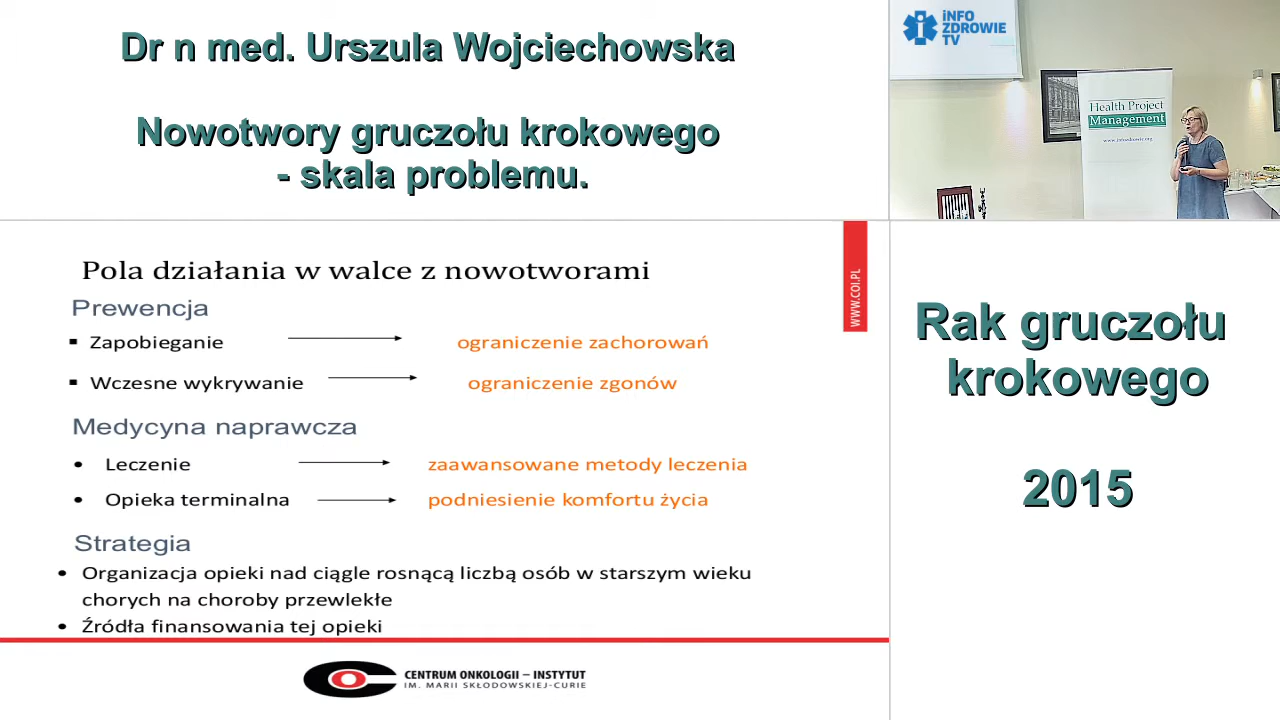 Dr n med. Urszula Wojciechowska
Nowotwory gruczołu krokowego
- skala problemu.
iNFO
ZDROWIE
TV
Health Project
Management
www.infozdrowie.org
Pola działania w walce z nowotworami
Prewencja
▪ Zapobieganie ograniczenie zachorowań
▪ Wczesne wykrywanie ograniczenie zgonów
Medycyna naprawcza
• Leczenie zaawansowane metody leczenia
• Opieka terminalna podniesienie komfortu życia
Strategia
• Organizacja opieki nad ciągle rosnącą liczbą osób w starszym wieku
chorych na choroby przewlekłe
• Źródła finansowania tej opieki
WWW.COI.PL
CENTRUM ONKOLOGII – INSTYTUT
IM. MARII SKŁODOWSKIEJ-CURIE
Rak gruczołu
krokowego
2015